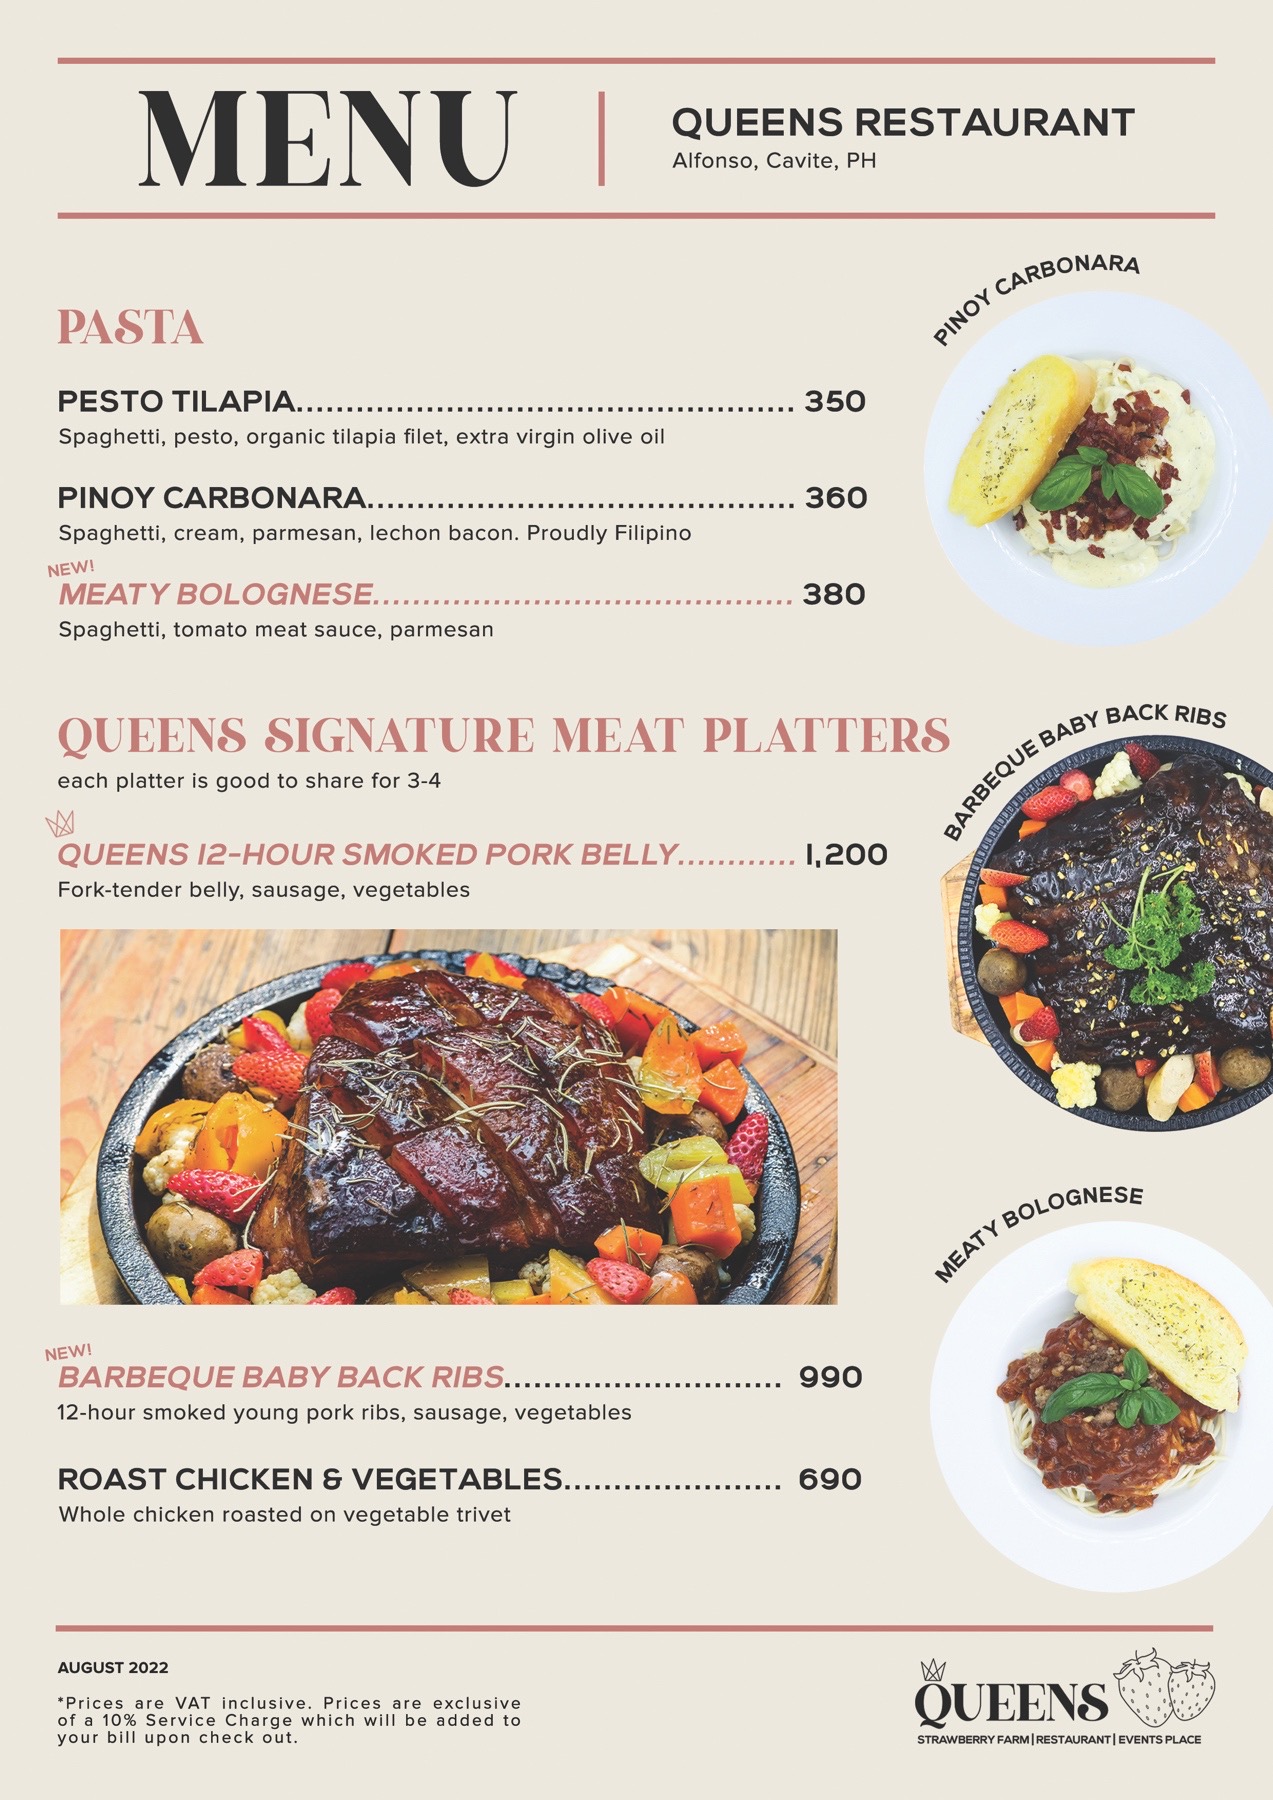 MENU
QUEENS RESTAURANT
Alfonso, Cavite, PH
PASTA
PESTO TILAPIA.................................................. 350
Spaghetti, pesto, organic tilapia filet, extra virgin olive oil
PINOY CARBONARA........................................... 360
Spaghetti, cream, parmesan, lechon bacon. Proudly Filipino
NEW!
MEATY BOLOGNESE.......................................... 380
Spaghetti, tomato meat sauce, parmesan
PINOY CARBONARA
QUEENS SIGNATURE MEAT PLATTERS
each platter is good to share for 3-4
QUEENS 12-HOUR SMOKED PORK BELLY............ 1,200
Fork-tender belly, sausage, vegetables
BARBEQUE BABY BACK RIBS
MEATY BOLOGNESE
NEW!
BARBEQUE BABY BACK RIBS............................ 990
12-hour smoked young pork ribs, sausage, vegetables
ROAST CHICKEN & VEGETABLES...................... 690
Whole chicken roasted on vegetable trivet
AUGUST 2022
*Prices are VAT inclusive. Prices are exclusive
of a 10% Service Charge which will be added to
your bill upon check out.
QUEENS
STRAWBERRY FARM|RESTAURANT|EVENTS PLACE